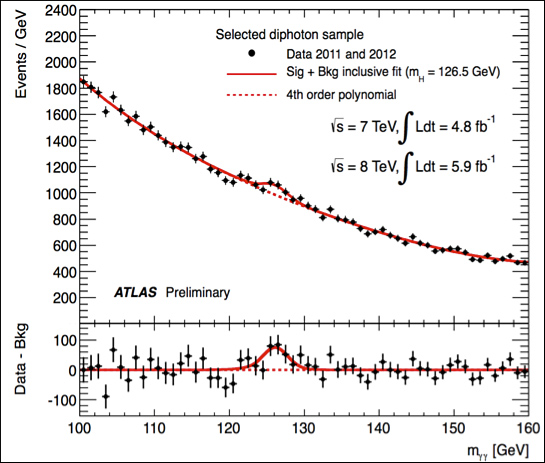 Events / GeV
2400
2200
2000
1800
1600
1400
1200
1000
800
600
400
200
Selected diphoton sample
Data 2011 and 2012
Sig + Bkg inclusive fit (mH = 126.5 GeV)
4th order polynomial
√s = 7 TeV, ∫ Ldt = 4.8 fb⁻¹
√s = 8 TeV, ∫ Ldt = 5.9 fb⁻¹
ATLAS Preliminary
Data - Bkg
100
0
-100
100 110 120 130 140 150 160
mγγ [GeV]